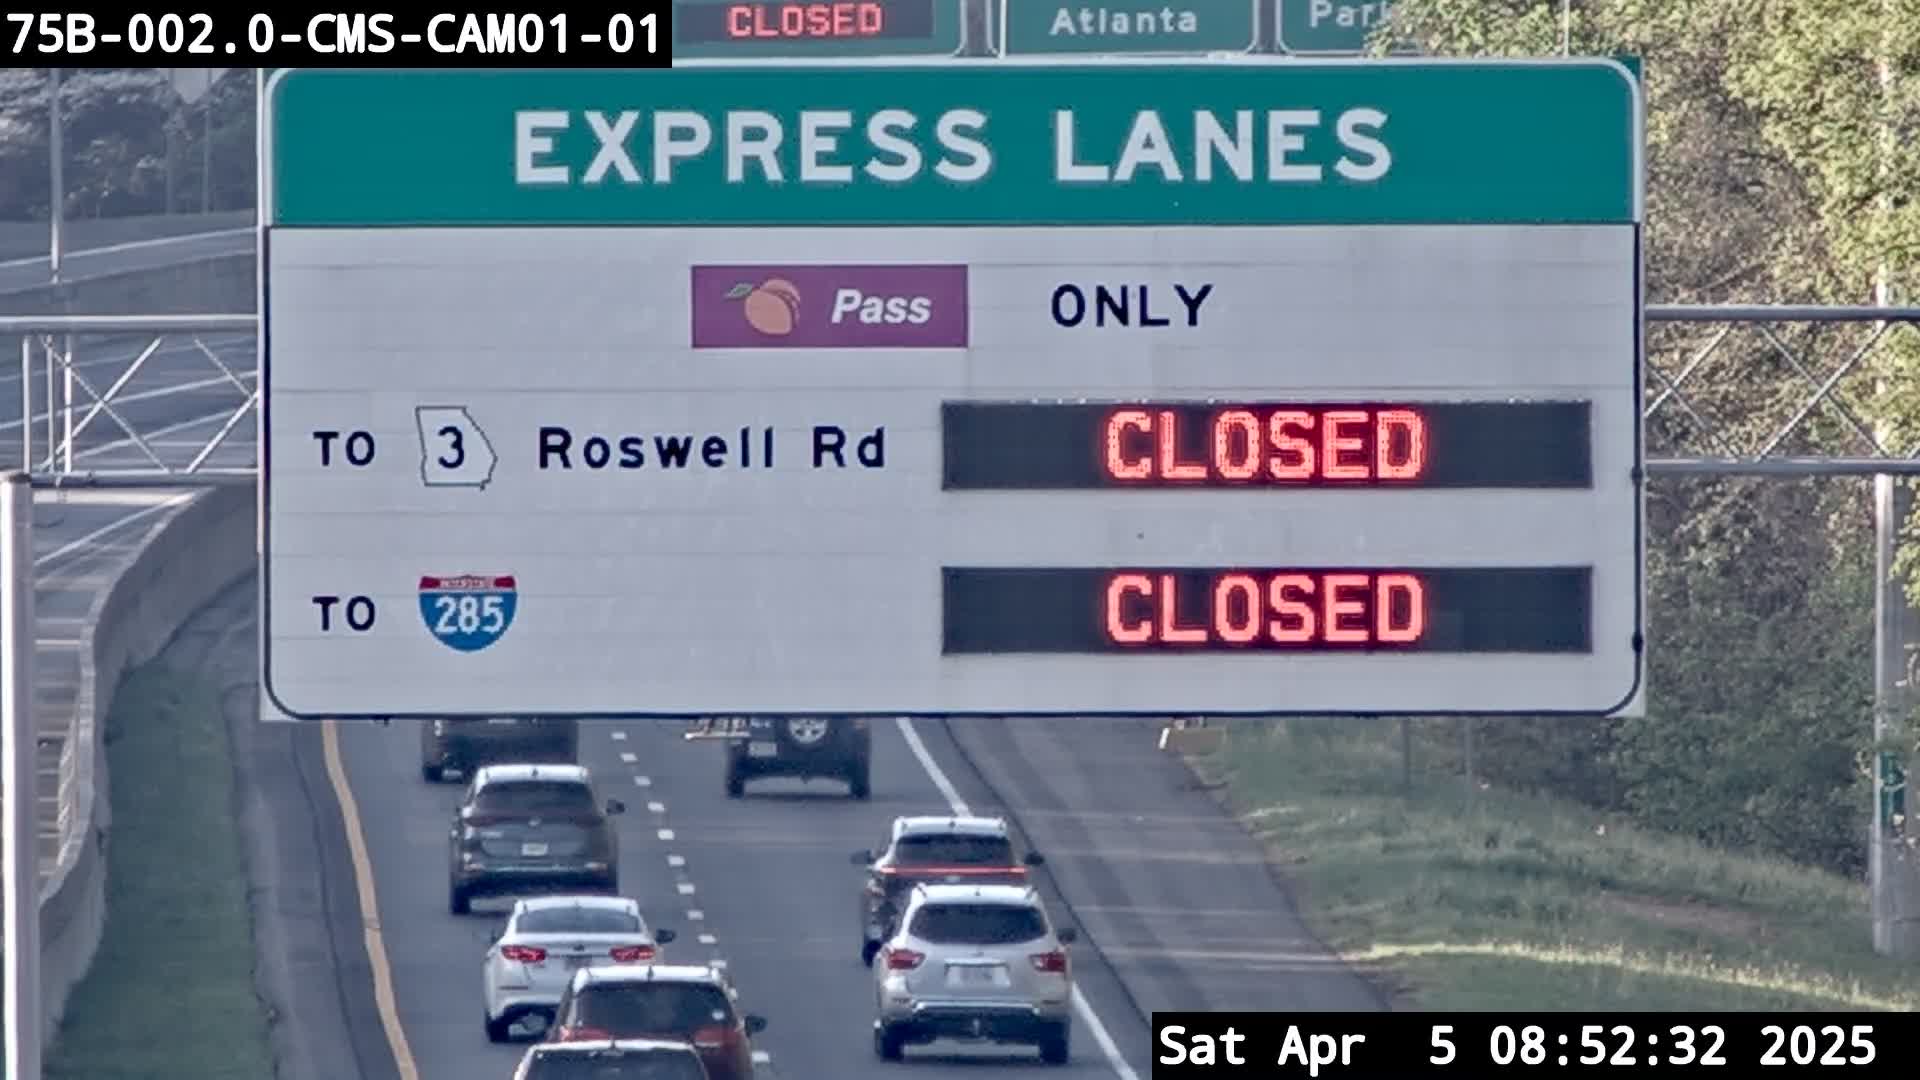 75B-002.0-CMS-CAM01-01
CLOSED
Atlanta
EXPRESS LANES
Pass ONLY
TO 3 Roswell Rd CLOSED
TO INTERSTATE 285 CLOSED
Sat Apr 5 08:52:32 2025